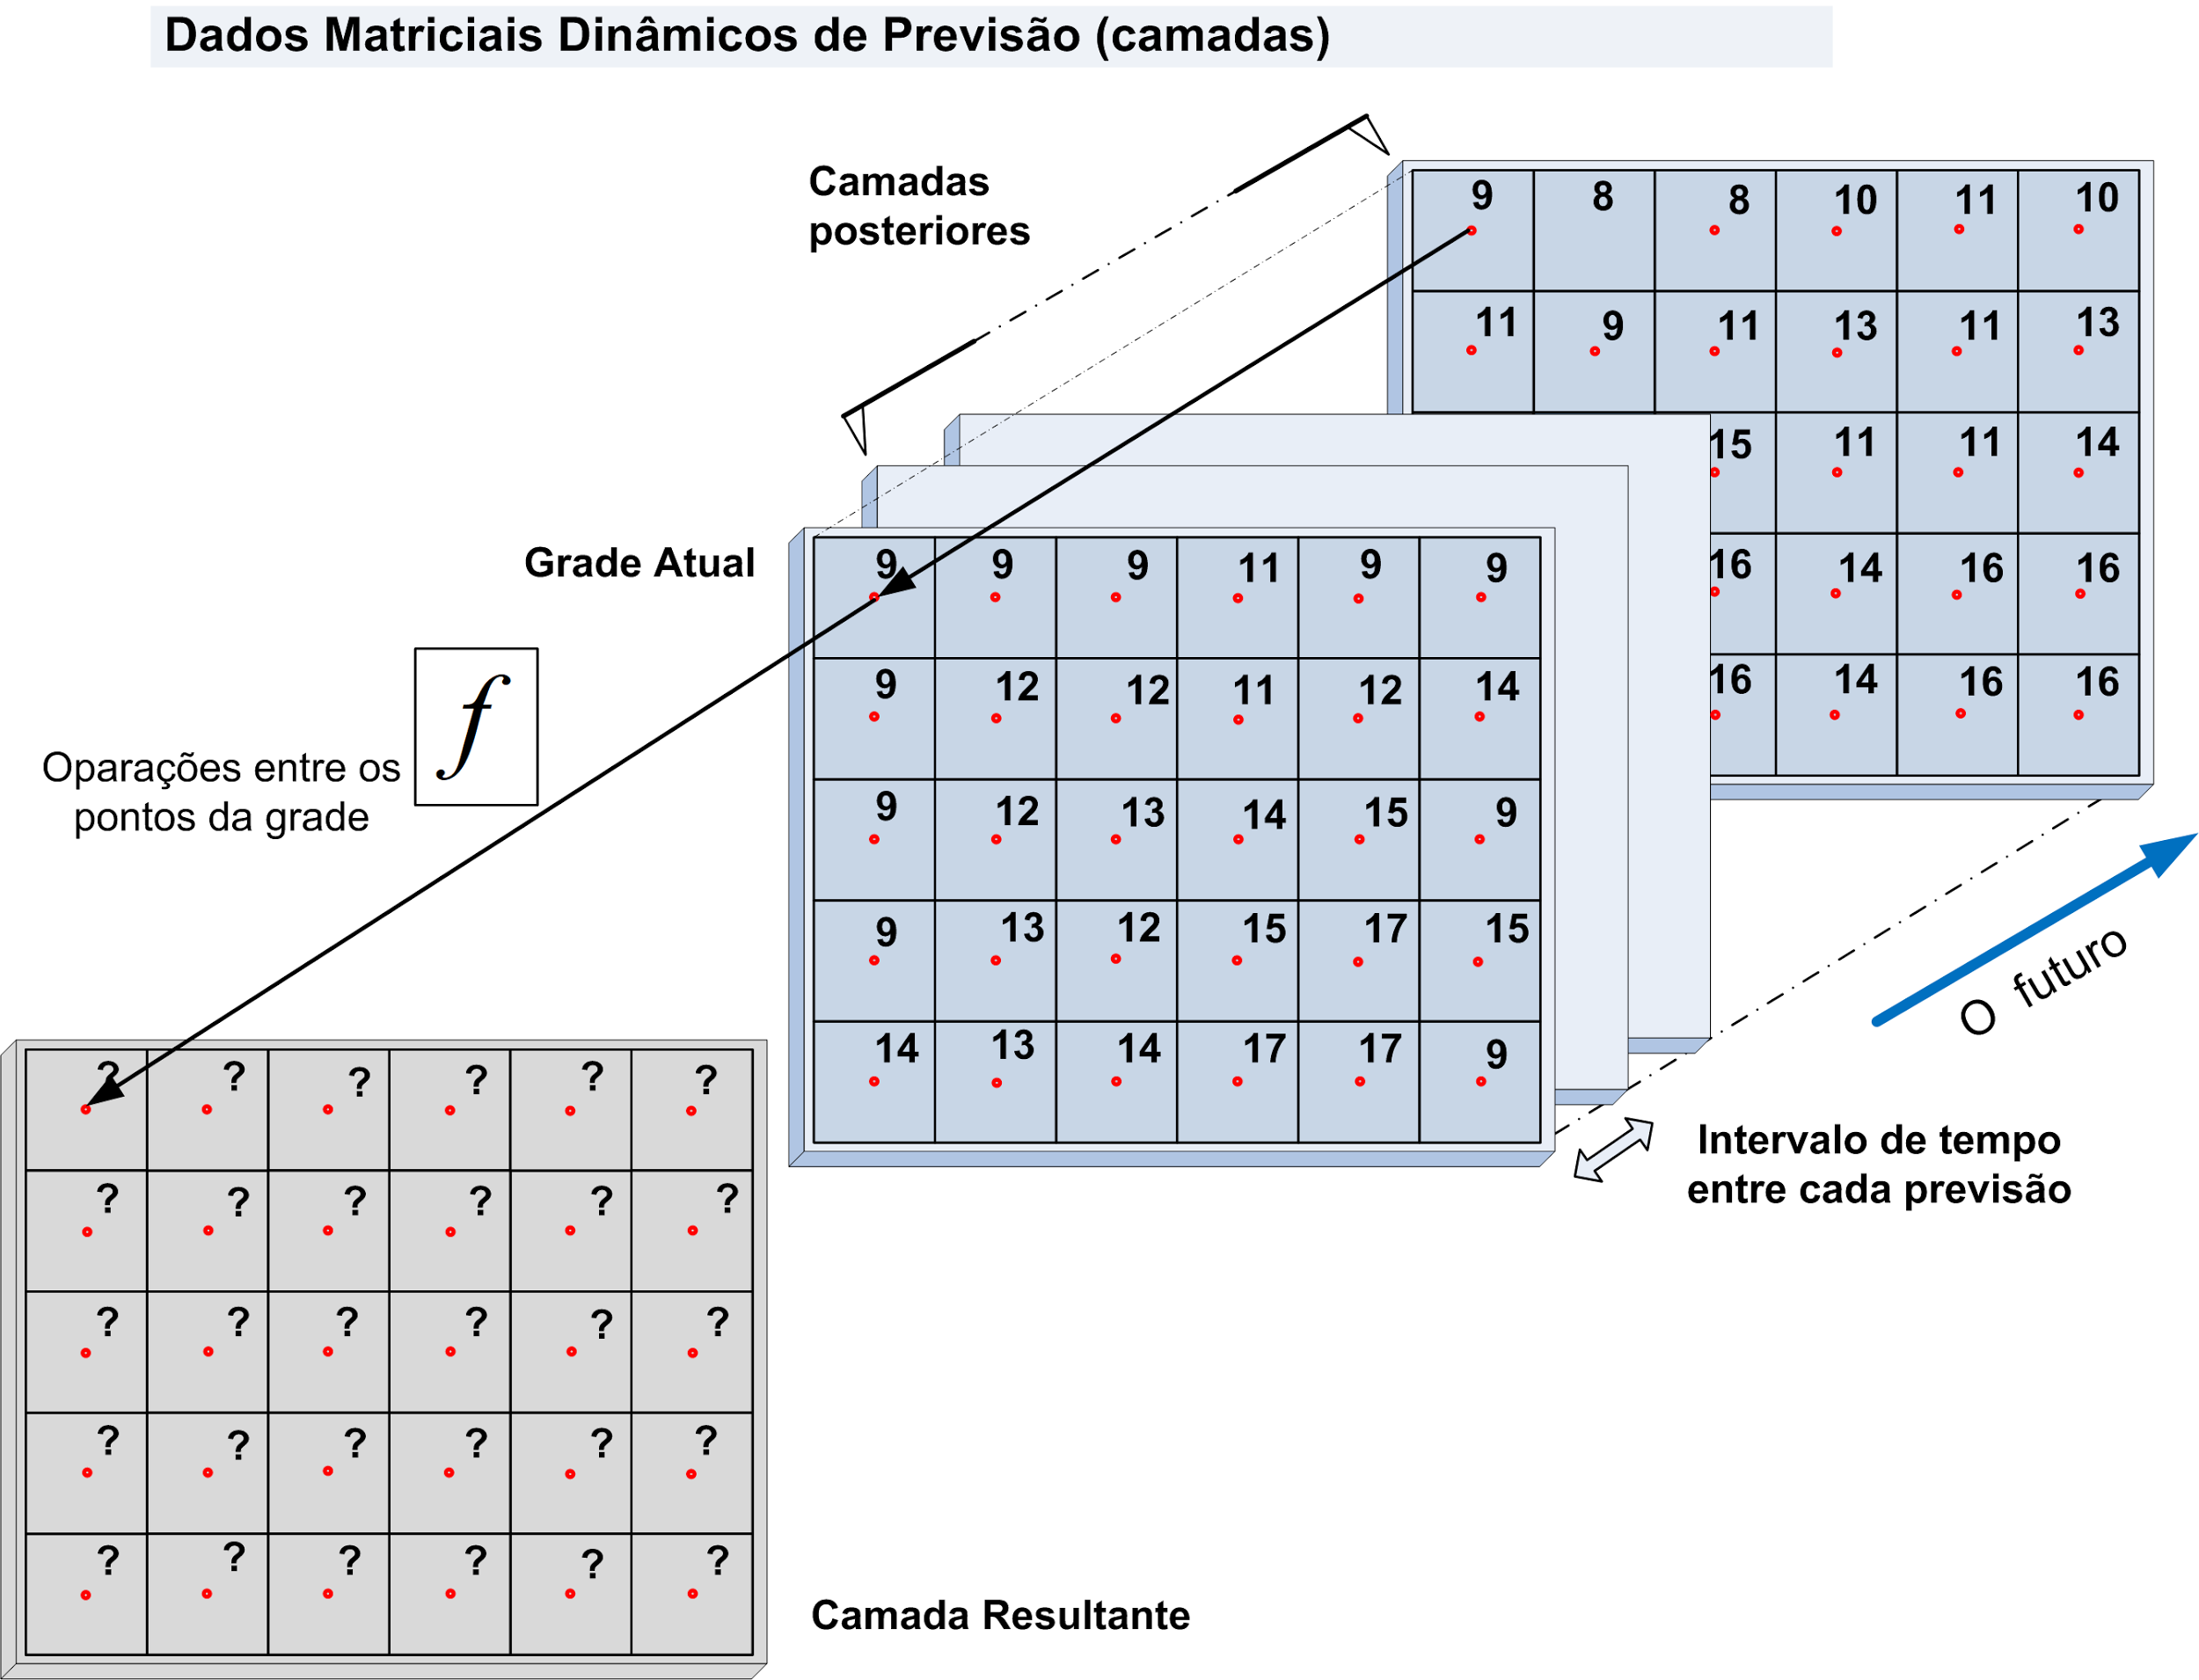 Dados Matriciais Dinâmicos de Previsão (camadas)
Camadas
posteriores
9 8 8 10 11 10
11 9 11 13 11 13
15 11 11 14
16 14 16 16
16 14 16 16
Grade Atual
9 9 9 11 9 9
9 12 12 11 12 14
9 12 13 14 15 9
9 13 12 15 17 15
14 13 14 17 17 9
f
Oparações entre os
pontos da grade
O futuro
Intervalo de tempo
entre cada previsão
? ? ? ? ? ?
? ? ? ? ? ?
? ? ? ? ? ?
? ? ? ? ? ?
? ? ? ? ? ?
Camada Resultante